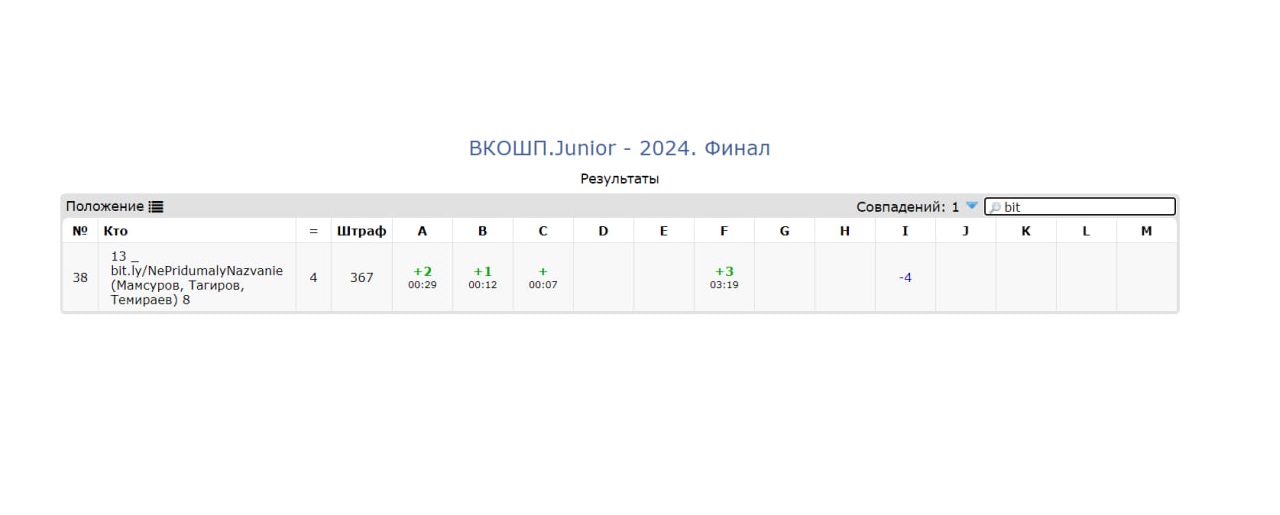 ВКОШП.Junior - 2024. Финал
Результаты
Положение Совпадений: 1 bit
№ Кто = Штраф A B C D E F G H I J K L M
13 _
bit.ly/NePridumalyNazvanie
38 (Мамсуров, Тагиров, 4 367 +2 +1 + +3 -4
00:29 00:12 00:07 03:19
Темираев) 8